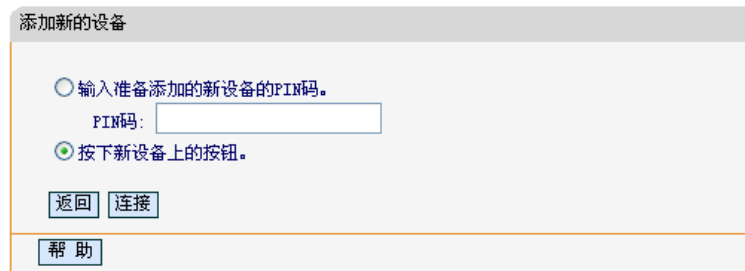 添加新的设备
输入准备添加的新设备的PIN码。
PIN码:
按下新设备上的按钮。
返回 连接
帮 助